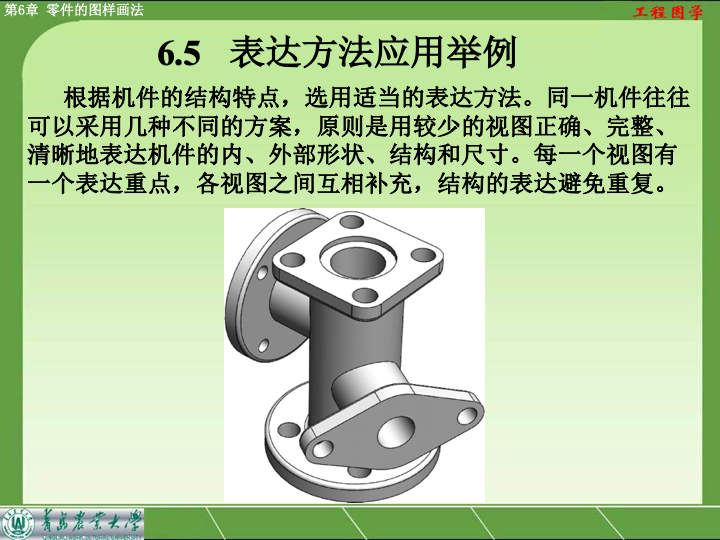 第6章 零件的图样画法
工程图学
6.5 表达方法应用举例
根据机件的结构特点，选用适当的表达方法。同一机件往往
可以采用几种不同的方案，原则是用较少的视图正确、完整、
清晰地表达机件的内、外部形状、结构和尺寸。每一个视图有
一个表达重点，各视图之间互相补充，结构的表达避免重复。
青岛农业大学